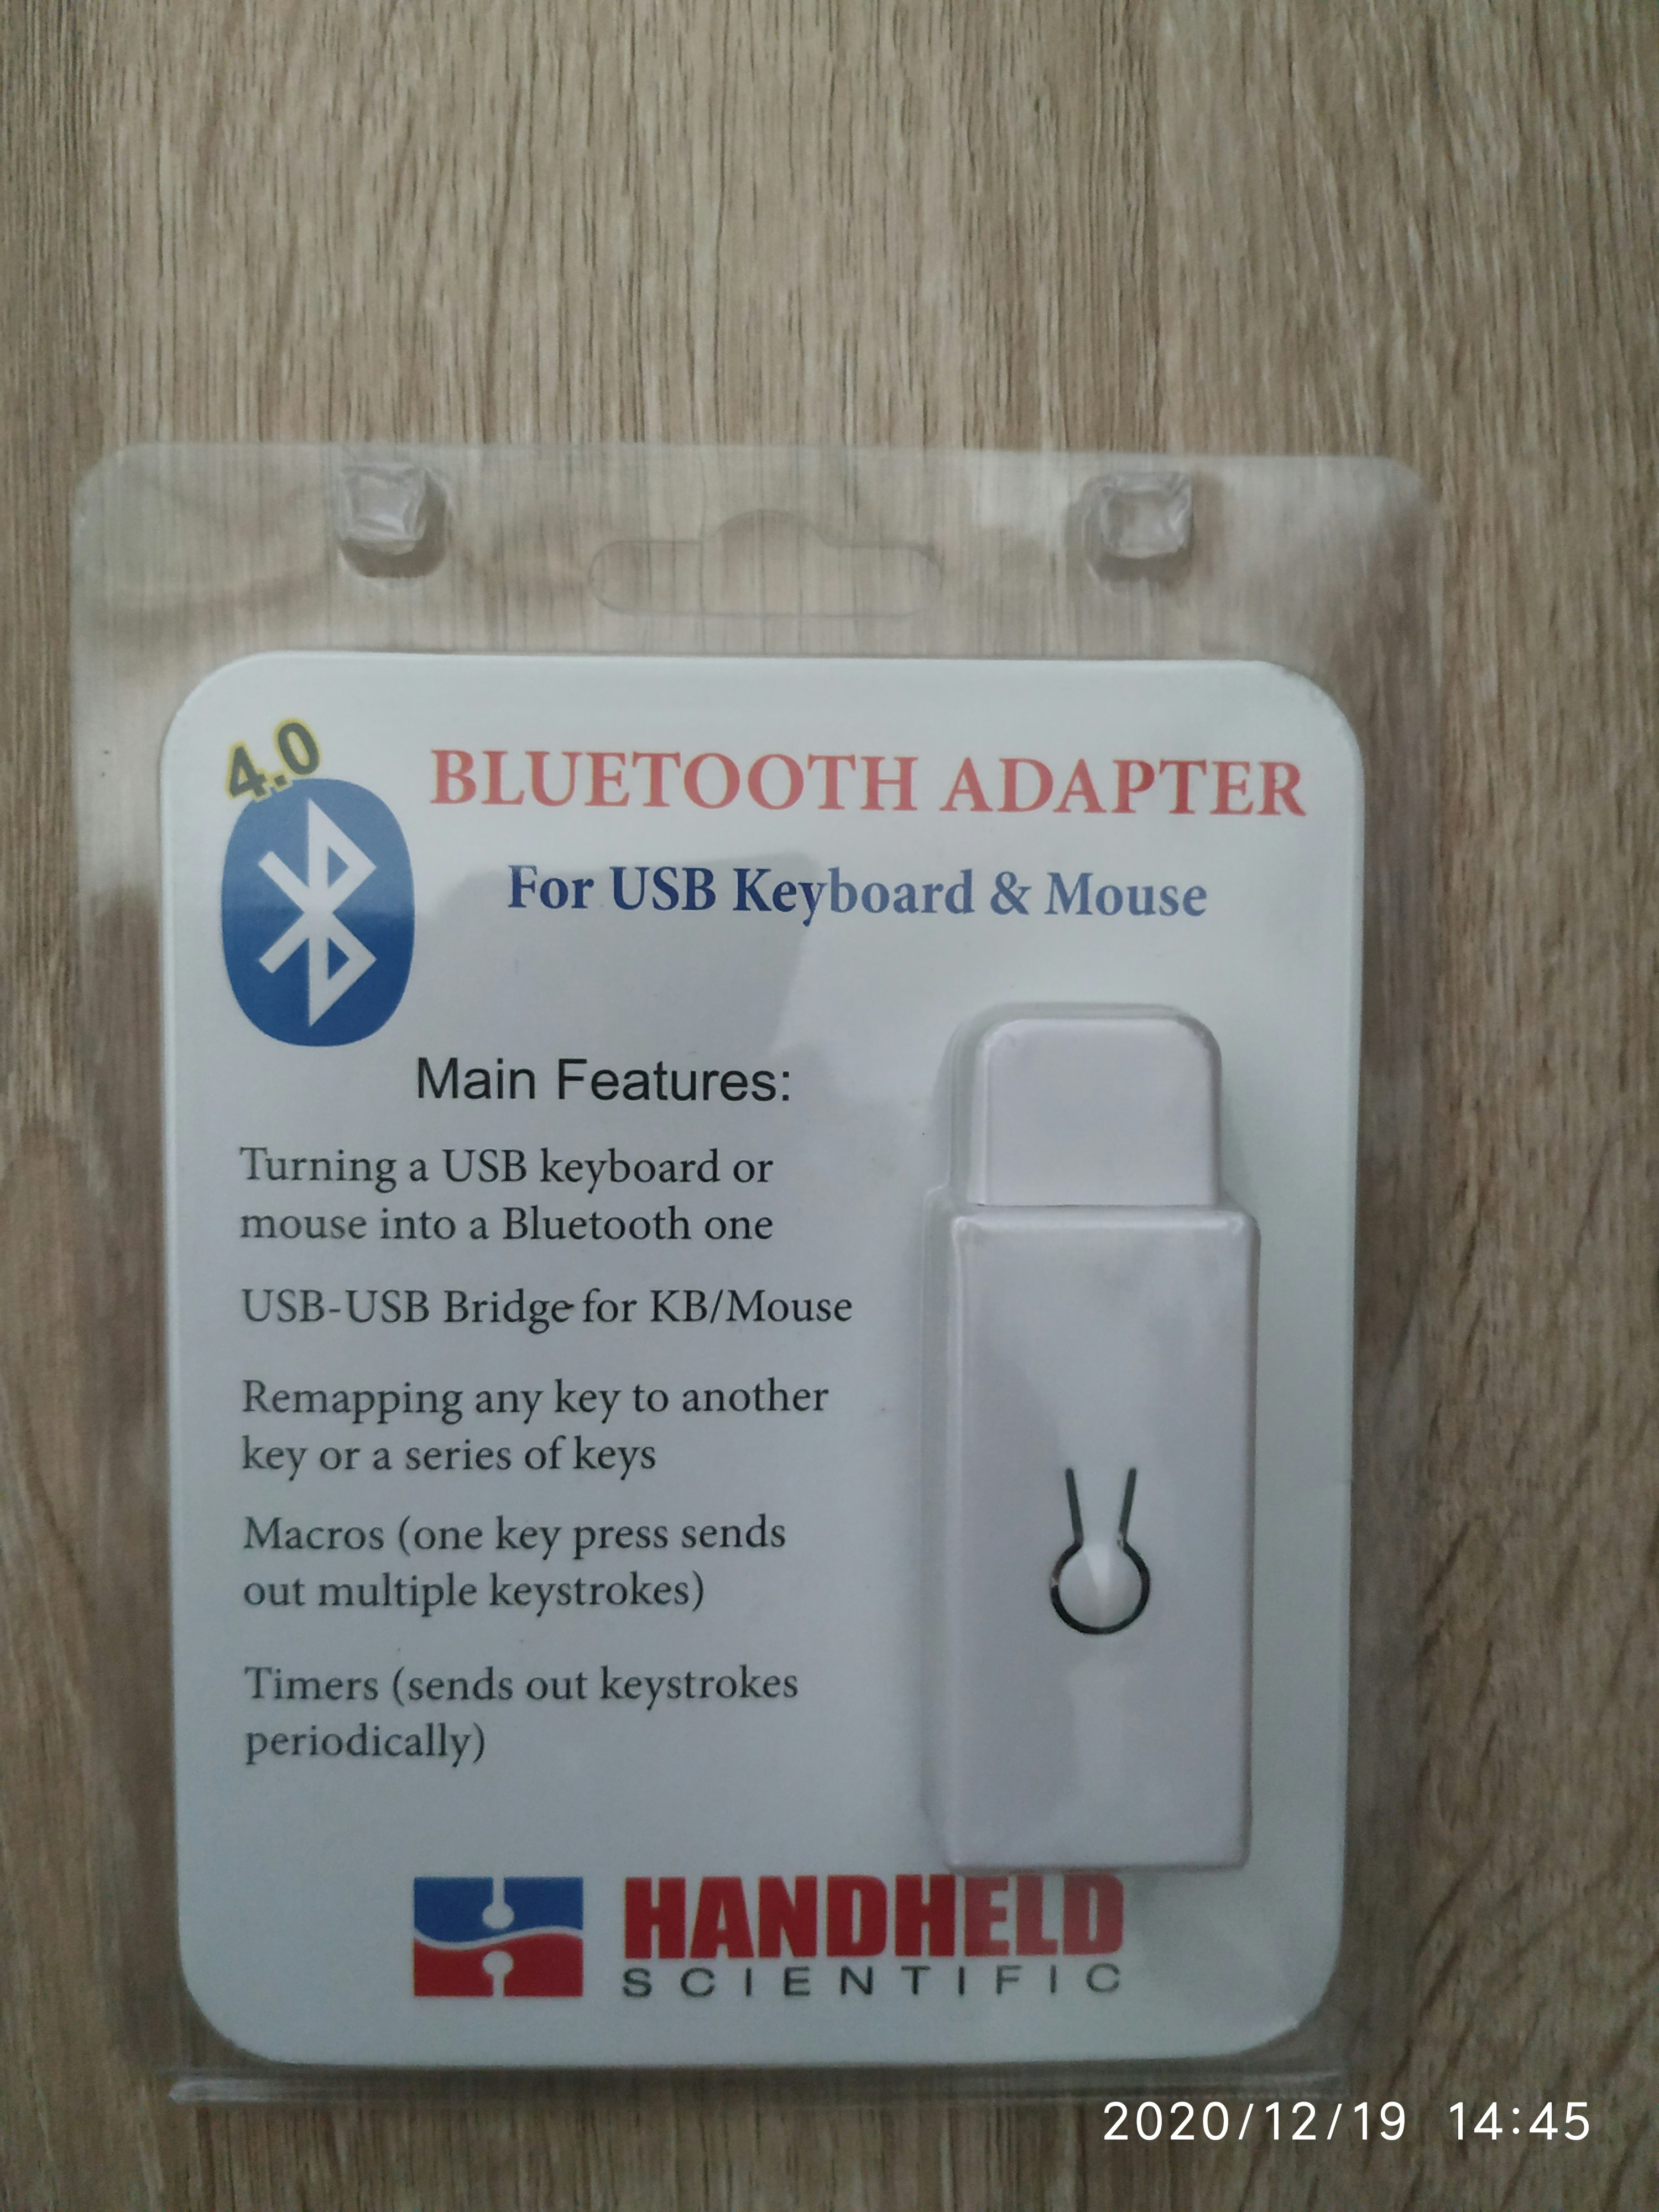 4.0
BLUETOOTH ADAPTER
For USB Keyboard & Mouse
Main Features:
Turning a USB keyboard or
mouse into a Bluetooth one
USB-USB Bridge for KB/Mouse
Remapping any key to another
key or a series of keys
Macros (one key press sends
out multiple keystrokes)
Timers (sends out keystrokes
periodically)
HANDHELD
SCIENTIFIC
2020/12/19 14:45